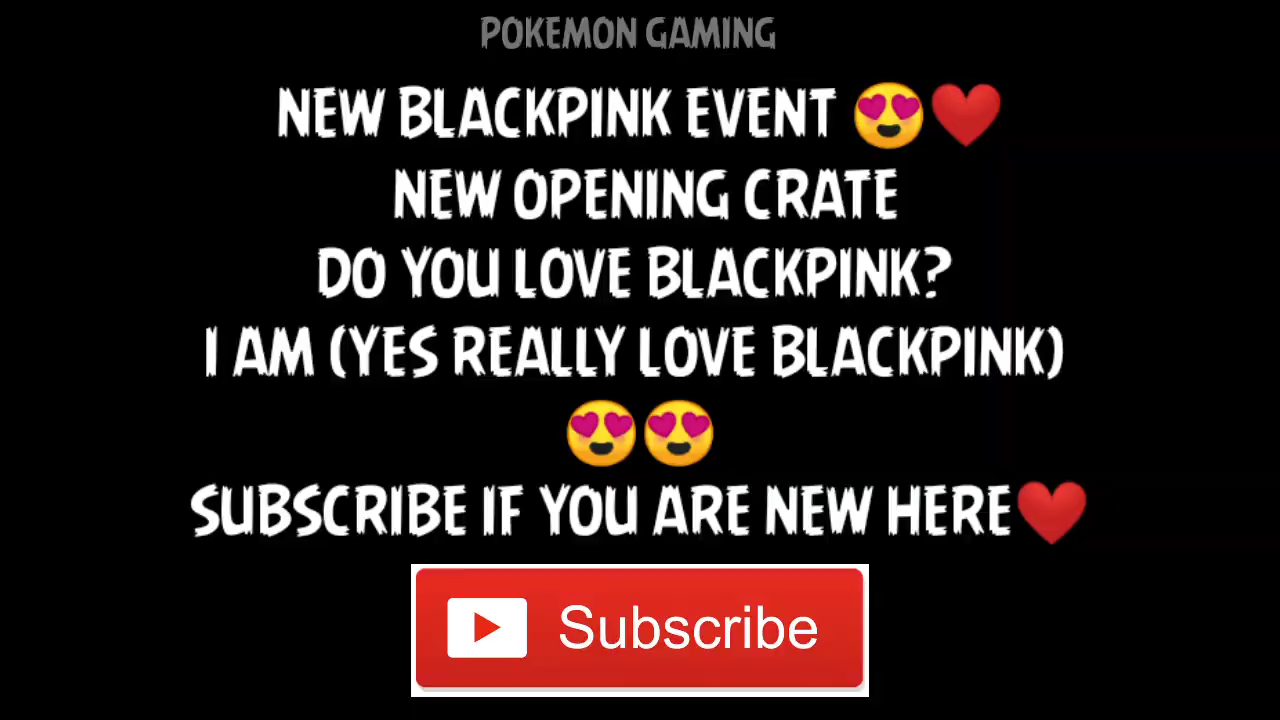 POKEMON GAMING
NEW BLACKPINK EVENT 😍❤️
NEW OPENING CRATE
DO YOU LOVE BLACKPINK?
I AM (YES REALLY LOVE BLACKPINK)
😍😍
SUBSCRIBE IF YOU ARE NEW HERE❤️
Subscribe